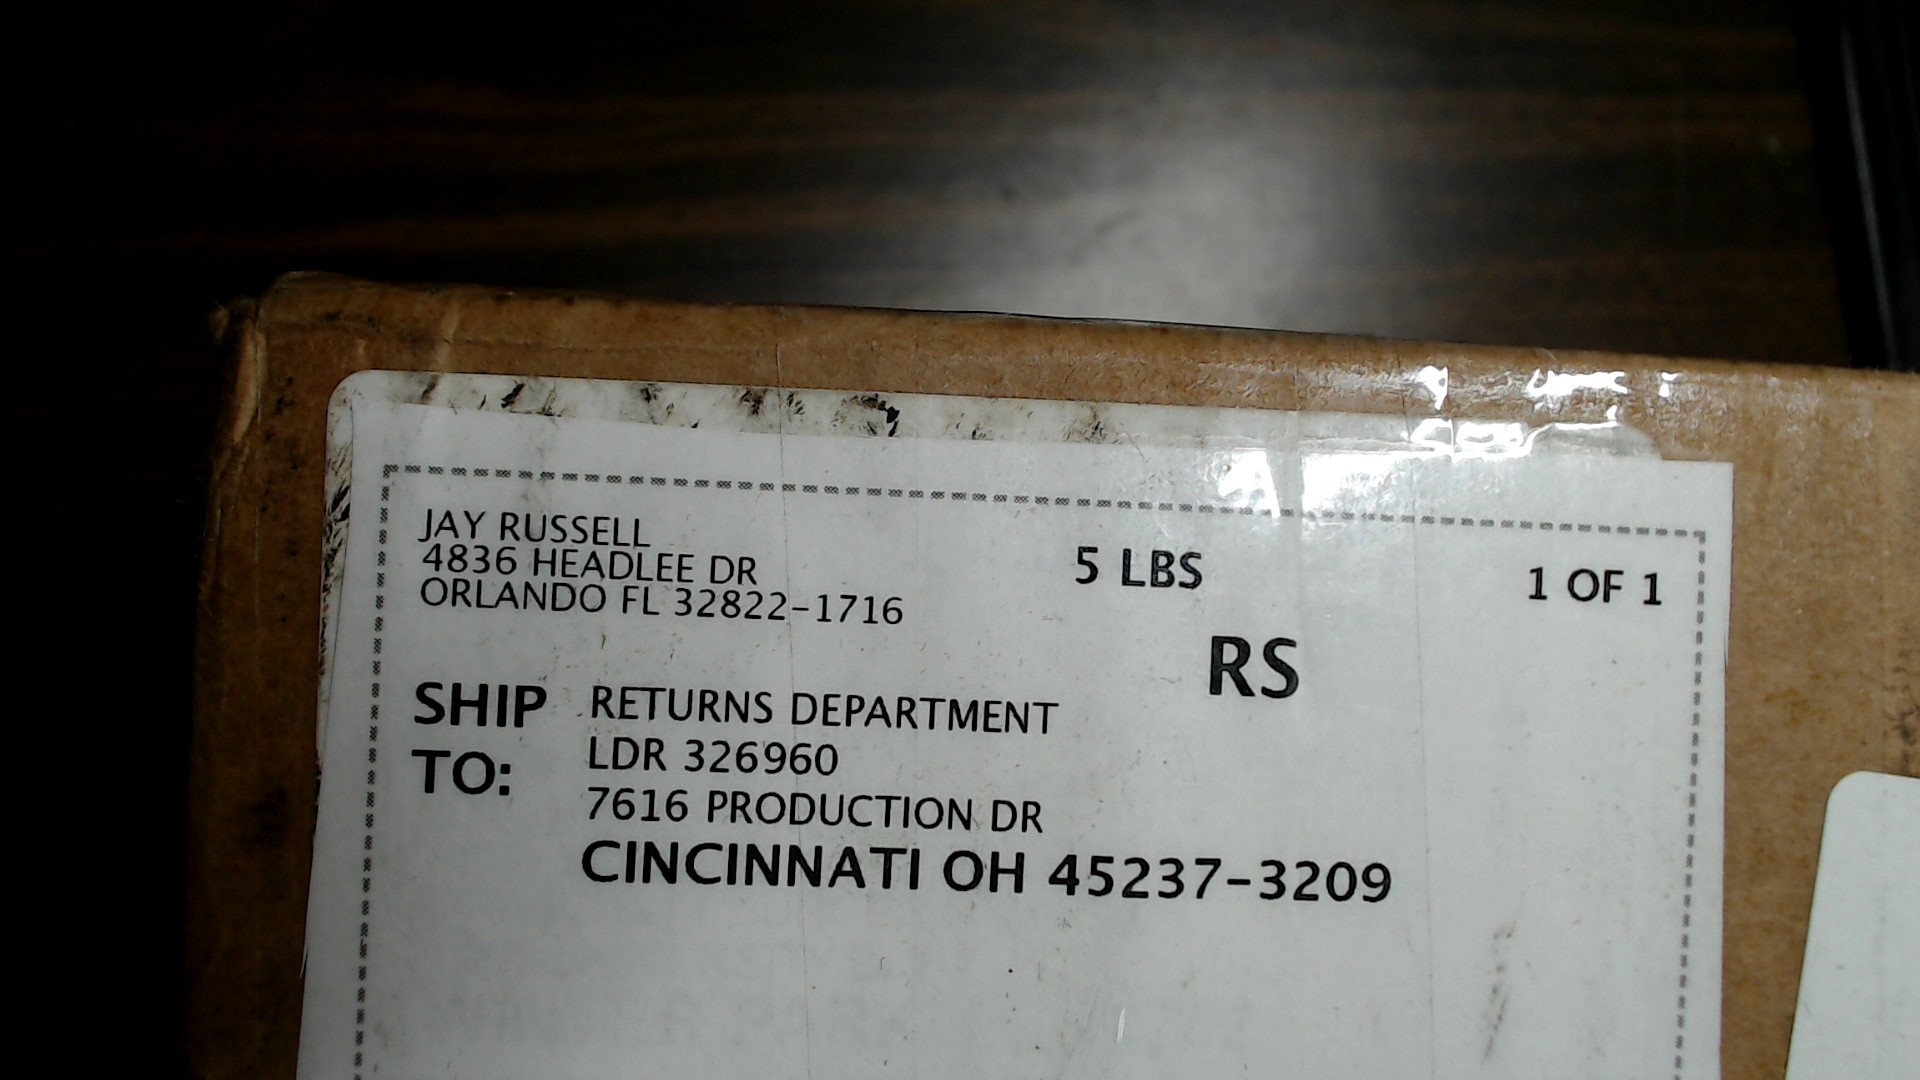 JAY RUSSELL
4836 HEADLEE DR
ORLANDO FL 32822-1716
5 LBS
1 OF 1
RS
SHIP TO:
RETURNS DEPARTMENT
LDR 326960
7616 PRODUCTION DR
CINCINNATI OH 45237-3209